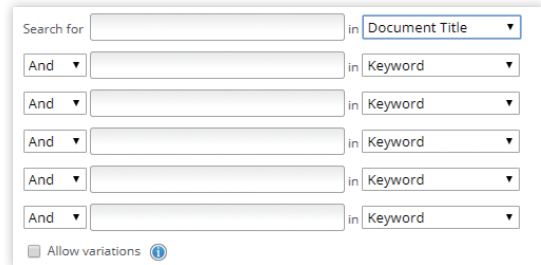 Search for in Document Title
And in Keyword
And in Keyword
And in Keyword
And in Keyword
And in Keyword
Allow variations i